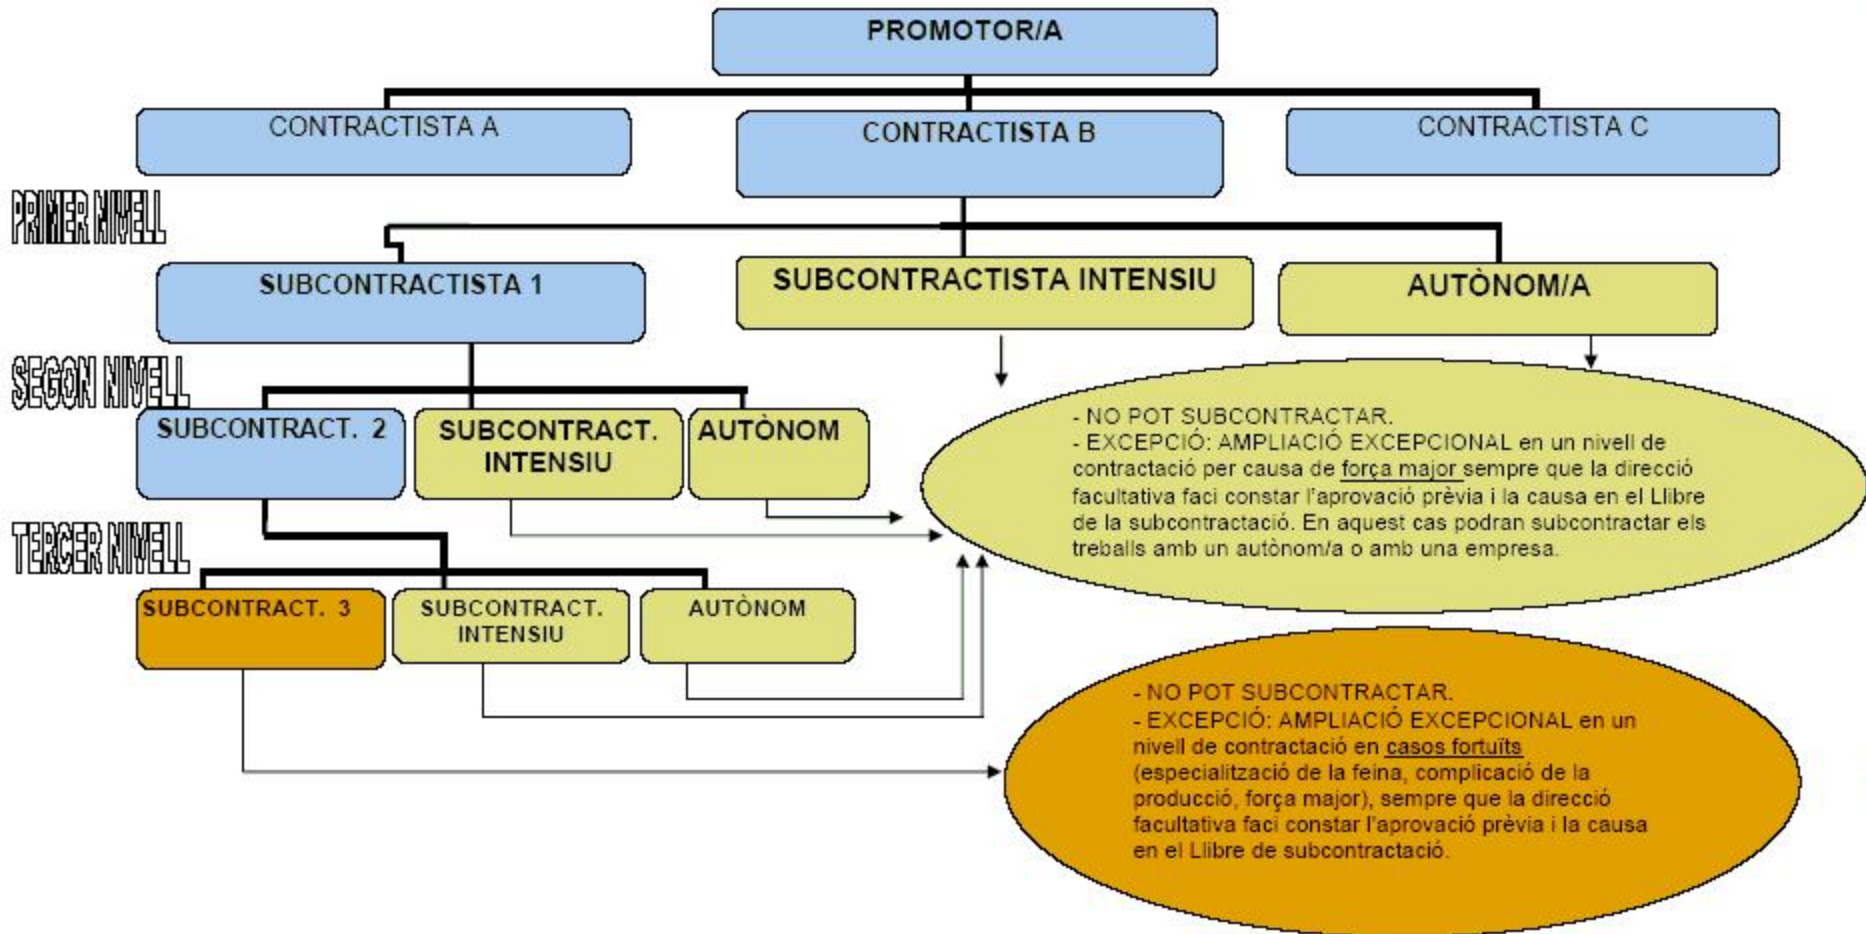 PROMOTOR/A
CONTRACTISTA A
CONTRACTISTA B
CONTRACTISTA C
PRIMER NIVELL
SUBCONTRACTISTA 1
SUBCONTRACTISTA INTENSIU
AUTÒNOM/A
SEGON NIVELL
SUBCONTRACT. 2
SUBCONTRACT.
INTENSIU
AUTÒNOM
- NO POT SUBCONTRACTAR.
- EXCEPCIÓ: AMPLIACIÓ EXCEPCIONAL en un nivell de
contractació per causa de força major sempre que la direcció
facultativa faci constar l'aprovació prèvia i la causa en el Llibre
de la subcontractació. En aquest cas podran subcontractar els
treballs amb un autònom/a o amb una empresa.
TERCER NIVELL
SUBCONTRACT. 3
SUBCONTRACT.
INTENSIU
AUTÒNOM
- NO POT SUBCONTRACTAR.
- EXCEPCIÓ: AMPLIACIÓ EXCEPCIONAL en un
nivell de contractació en casos fortuïts
(especialització de la feina, complicació de la
producció, força major), sempre que la direcció
facultativa faci constar l'aprovació prèvia i la causa
en el Llibre de subcontractació.